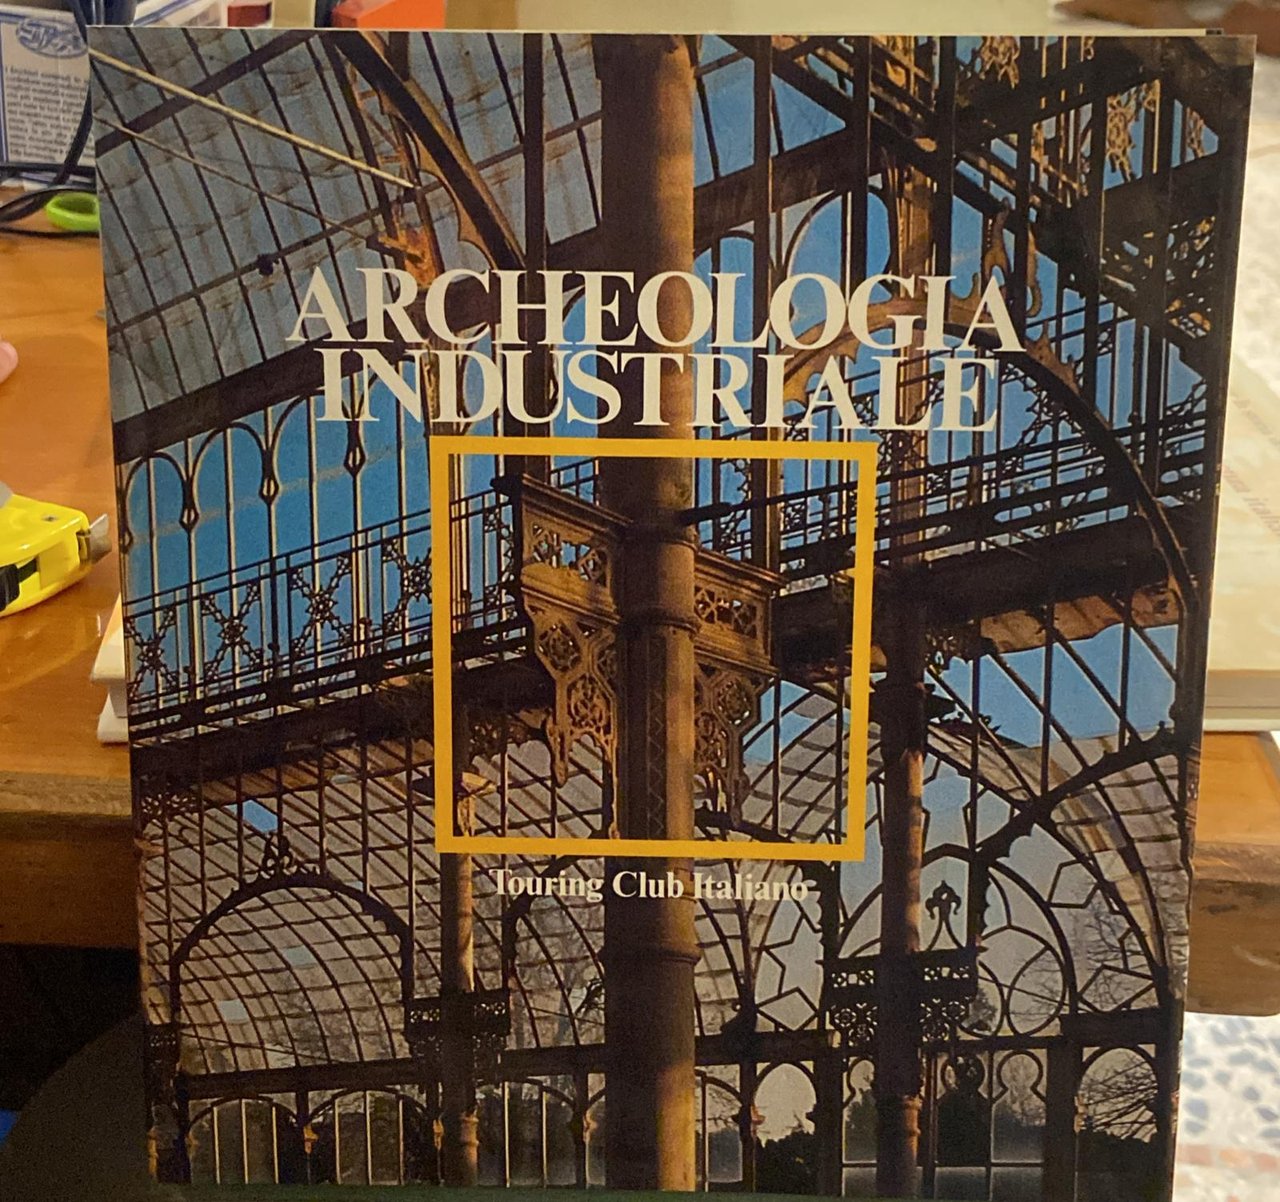 ARCHEOLOGIA
INDUSTRIALE
Touring Club Italiano